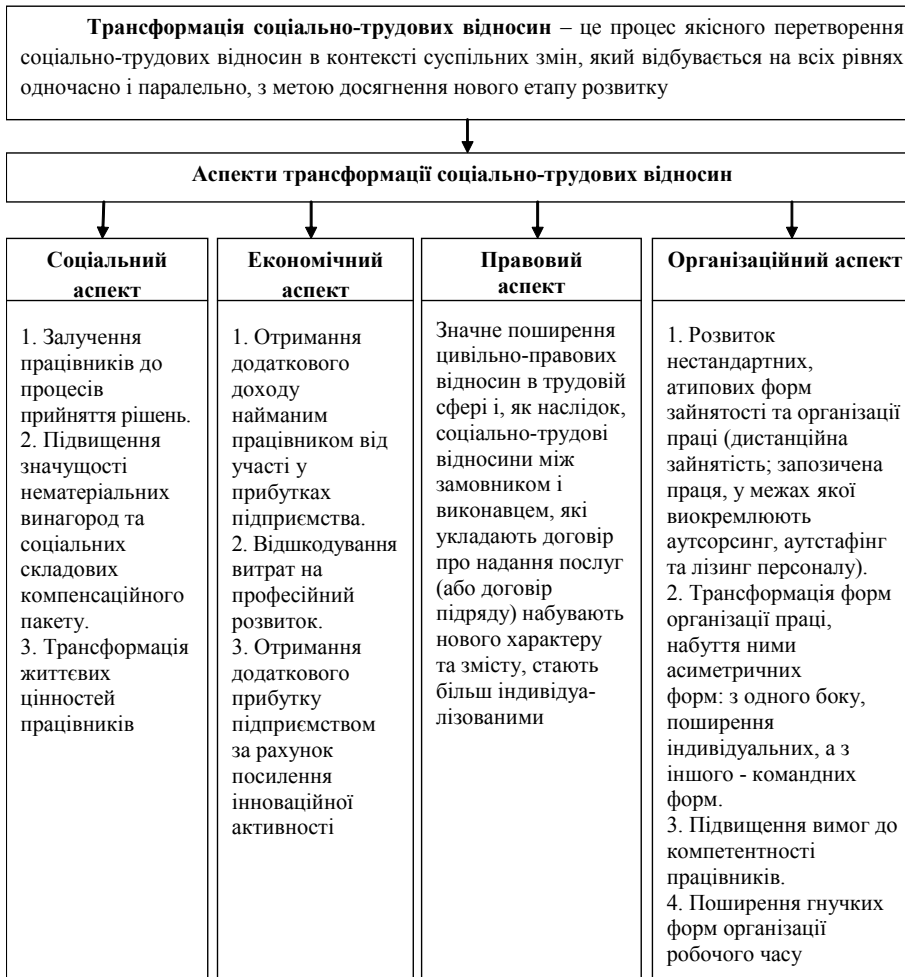 Трансформація соціально-трудових відносин – це процес якісного перетворення
соціально-трудових відносин в контексті суспільних змін, який відбувається на всіх рівнях
одночасно і паралельно, з метою досягнення нового етапу розвитку
Аспекти трансформації соціально-трудових відносин
Соціальний
аспект
1. Залучення
працівників до
процесів
прийняття рішень.
2. Підвищення
значущості
нематеріальних
винагород та
соціальних
складових
компенсаційного
пакету.
3. Трансформація
життєвих
цінностей
працівників
Економічний
аспект
1. Отримання
додаткового
доходу
найманим
працівником від
участі у
прибутках
підприємства.
2. Відшкодування
витрат на
професійний
розвиток.
3. Отримання
додаткового
прибутку
підприємством
за рахунок
посилення
інноваційної
активності
Правовий
аспект
Значне поширення
цивільно-правових
відносин в трудовій
сфері і, як наслідок,
соціально-трудові
відносини між
замовником і
виконавцем, які
укладають договір
про надання послуг
(або договір
підряду) набувають
нового характеру
та змісту, стають
більш індивідуа-
лізованими
Організаційний аспект
1. Розвиток
нестандартних,
атипових форм
зайнятості та організації
праці (дистанційна
зайнятість; запозичена
праця, у межах якої
виокремлюють
аутсорсинг, аутстафінг
та лізинг персоналу).
2. Трансформація форм
організації праці,
набуття ними
асиметричних
форм: з одного боку,
поширення
індивідуальних, а з
іншого - командних
форм.
3. Підвищення вимог до
компетентності
працівників.
4. Поширення гнучких
форм організації
робочого часу